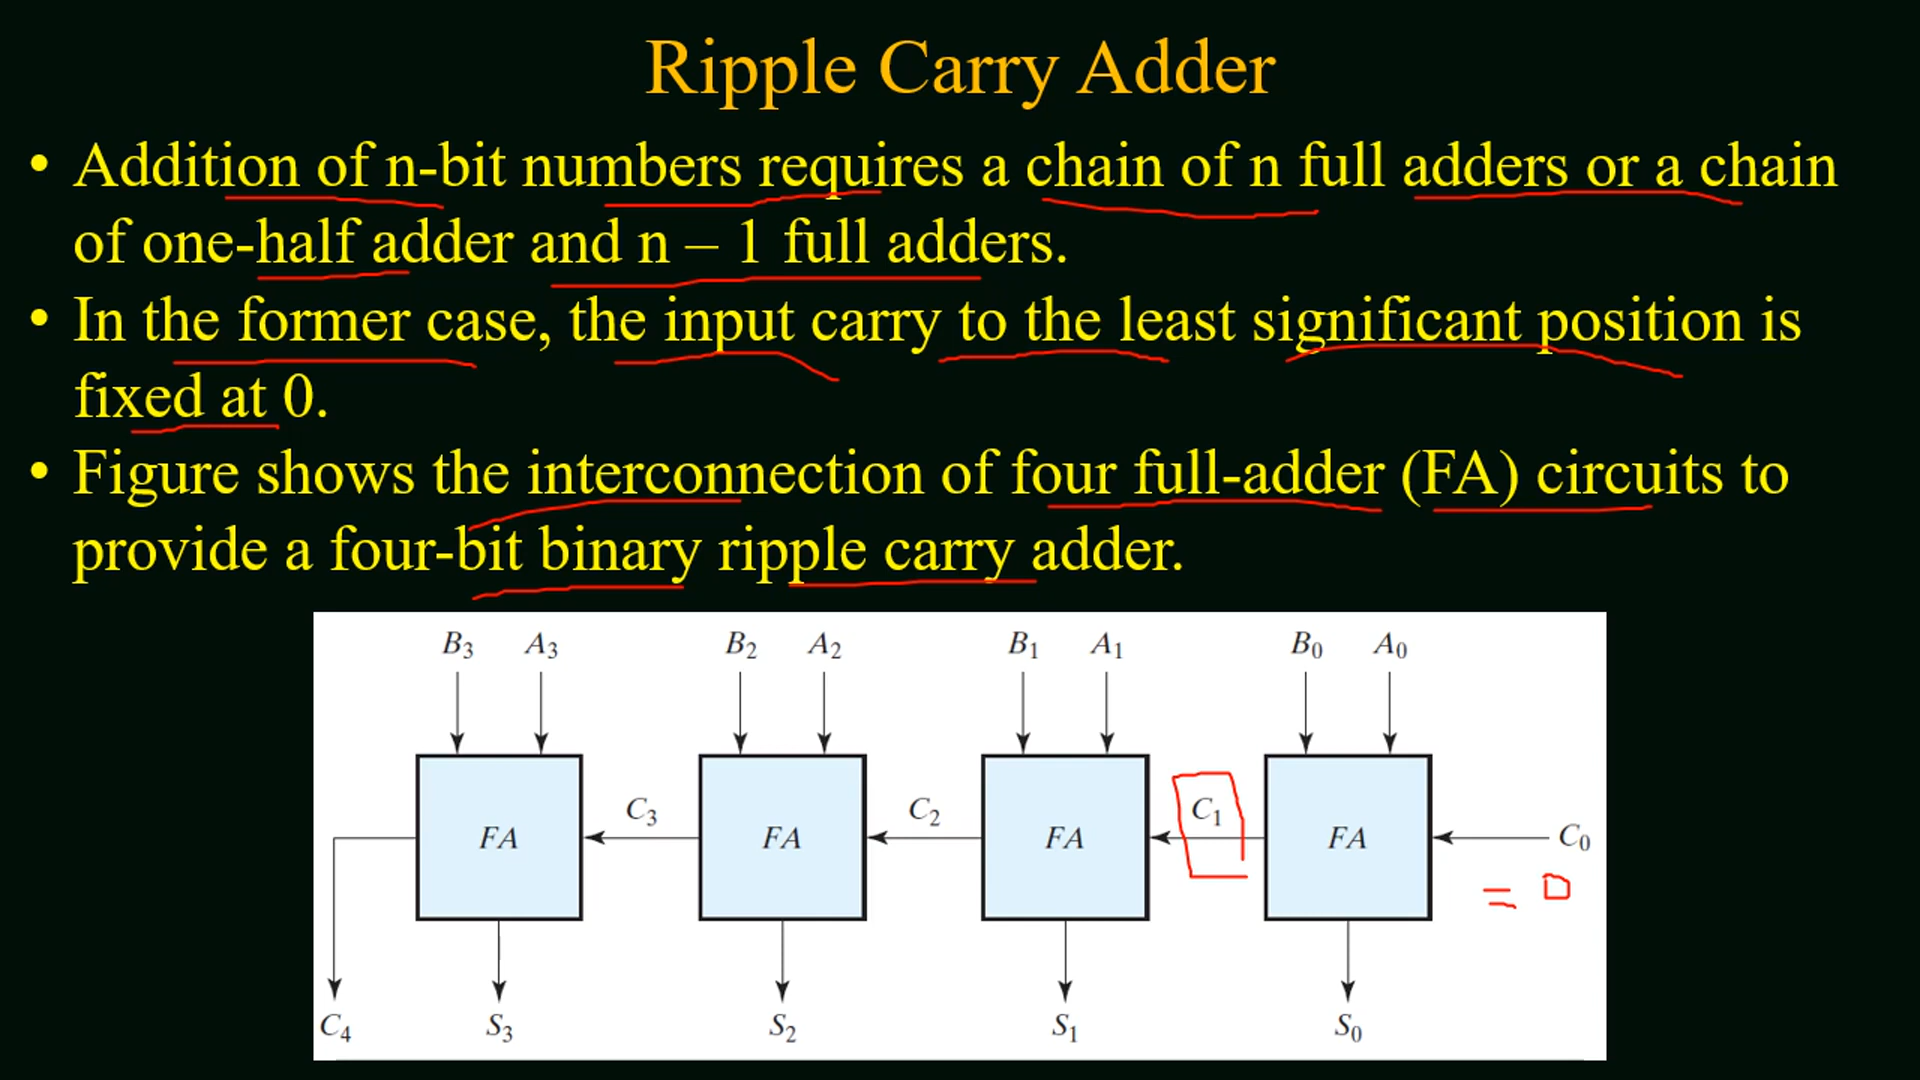 Ripple Carry Adder
• Addition of n-bit numbers requires a chain of n full adders or a chain
of one-half adder and n – 1 full adders.
• In the former case, the input carry to the least significant position is
fixed at 0.
• Figure shows the interconnection of four full-adder (FA) circuits to
provide a four-bit binary ripple carry adder.
B3 A3 B2 A2 B1 A1 B0 A0
C3 C2 C1
FA FA FA FA C0
= 0
C4 S3 S2 S1 S0